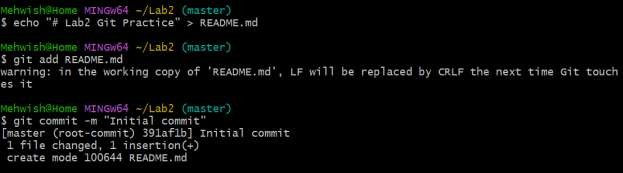 Mehwish@Home MINGW64 ~/Lab2 (master)
$ echo "# Lab2 Git Practice" > README.md
Mehwish@Home MINGW64 ~/Lab2 (master)
$ git add README.md
warning: in the working copy of 'README.md', LF will be replaced by CRLF the next time Git touch
es it
Mehwish@Home MINGW64 ~/Lab2 (master)
$ git commit -m "Initial commit"
[master (root-commit) 391af1b] Initial commit
 1 file changed, 1 insertion(+)
 create mode 100644 README.md